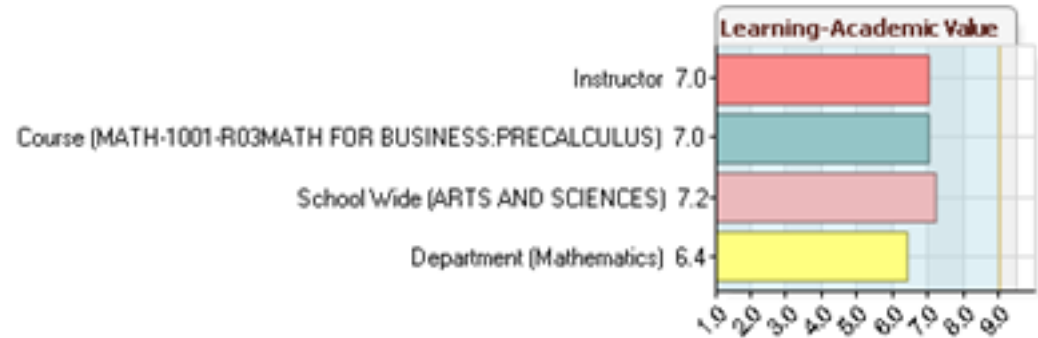 Learning-Academic Value
Instructor 7.0
Course (MATH-1001-R03MATH FOR BUSINESS:PRECALCULUS) 7.0
School Wide (ARTS AND SCIENCES) 7.2
Department (Mathematics) 6.4
1.0 2.0 3.0 4.0 5.0 6.0 7.0 8.0 9.0